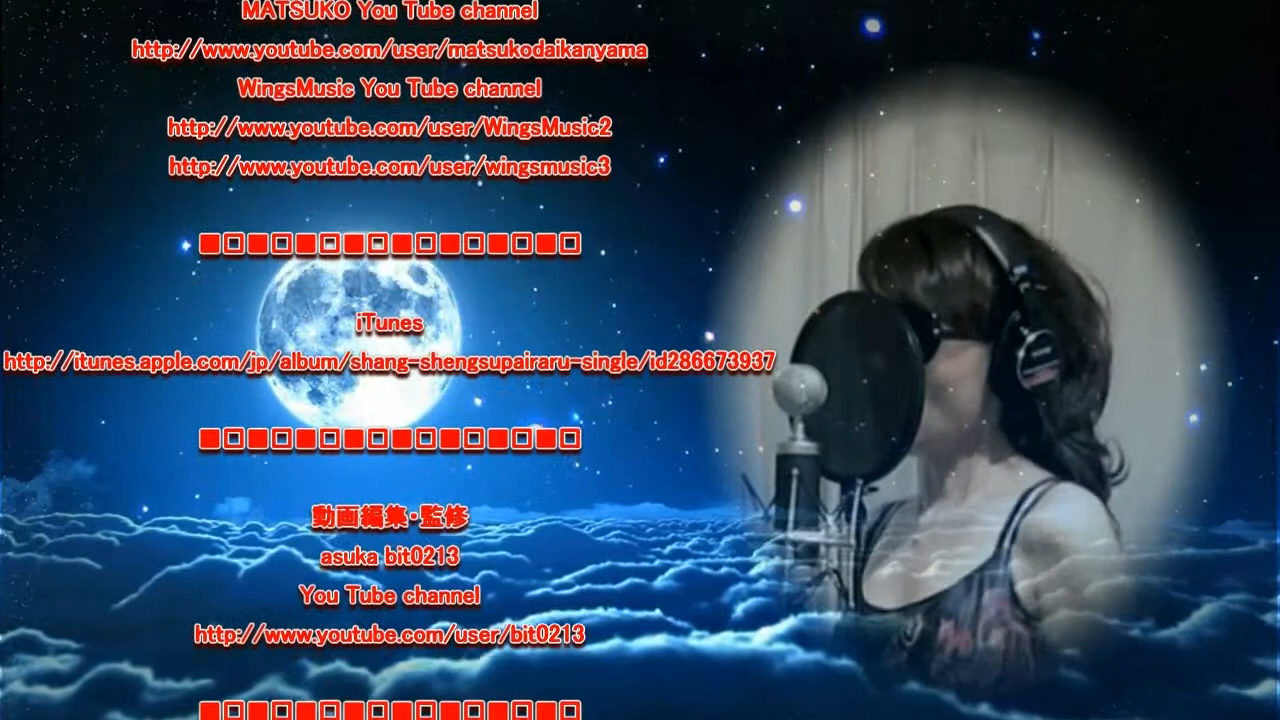 MATSUKO You Tube channel
http://www.youtube.com/user/matsukodaikanyama
WingsMusic You Tube channel
http://www.youtube.com/user/WingsMusic2
http://www.youtube.com/user/wingsmusic3
■□■□■□■□■□■□■□■□
iTunes
http://itunes.apple.com/jp/album/shang-shengsupairaru-single/id286673937
■□■□■□■□■□■□■□■□
動画編集・監修
asuka bit0213
You Tube channel
http://www.youtube.com/user/bit0213
■□■□■□■□■□■□■□■□